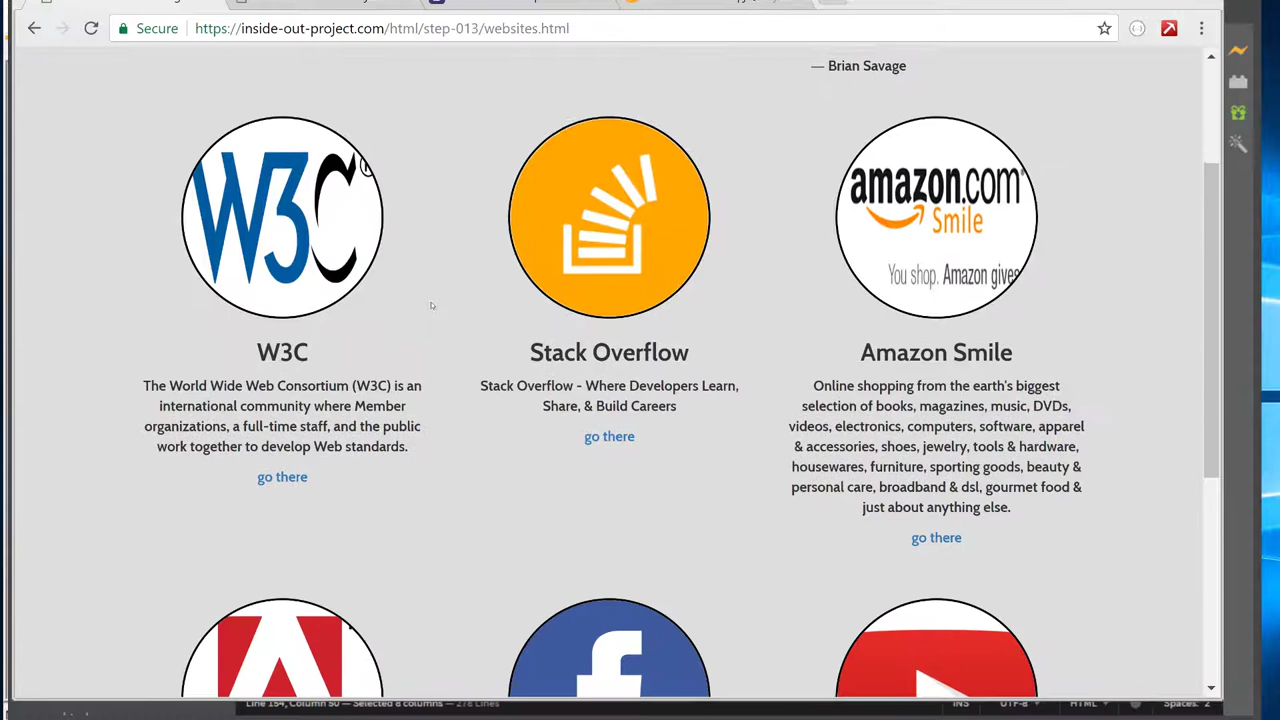 Secure
https://inside-out-project.com/html/step-013/websites.html
— Brian Savage
W3C
®
amazon.com
Smile
You shop. Amazon gives
W3C
Stack Overflow
Amazon Smile
The World Wide Web Consortium (W3C) is an
international community where Member
organizations, a full-time staff, and the public
work together to develop Web standards.
go there
Stack Overflow - Where Developers Learn,
Share, & Build Careers
go there
Online shopping from the earth's biggest
selection of books, magazines, music, DVDs,
videos, electronics, computers, software, apparel
& accessories, shoes, jewelry, tools & hardware,
housewares, furniture, sporting goods, beauty &
personal care, broadband & dsl, gourmet food &
just about anything else.
go there
f
Line 154, Column 50 — Selected 8 columns — 278 Lines
INS
UTF-8
HTML
Spaces: 2